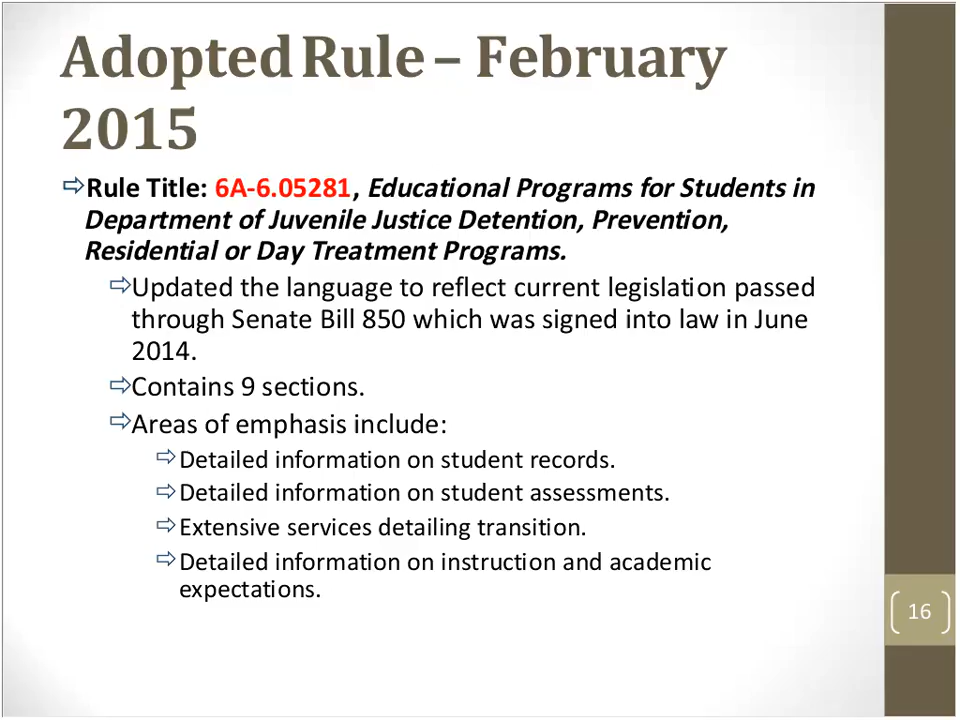 Adopted Rule – February
2015
⇨Rule Title: 6A-6.05281, Educational Programs for Students in
Department of Juvenile Justice Detention, Prevention,
Residential or Day Treatment Programs.
⇨Updated the language to reflect current legislation passed
through Senate Bill 850 which was signed into law in June
2014.
⇨Contains 9 sections.
⇨Areas of emphasis include:
⇨Detailed information on student records.
⇨Detailed information on student assessments.
⇨Extensive services detailing transition.
⇨Detailed information on instruction and academic
expectations.
16